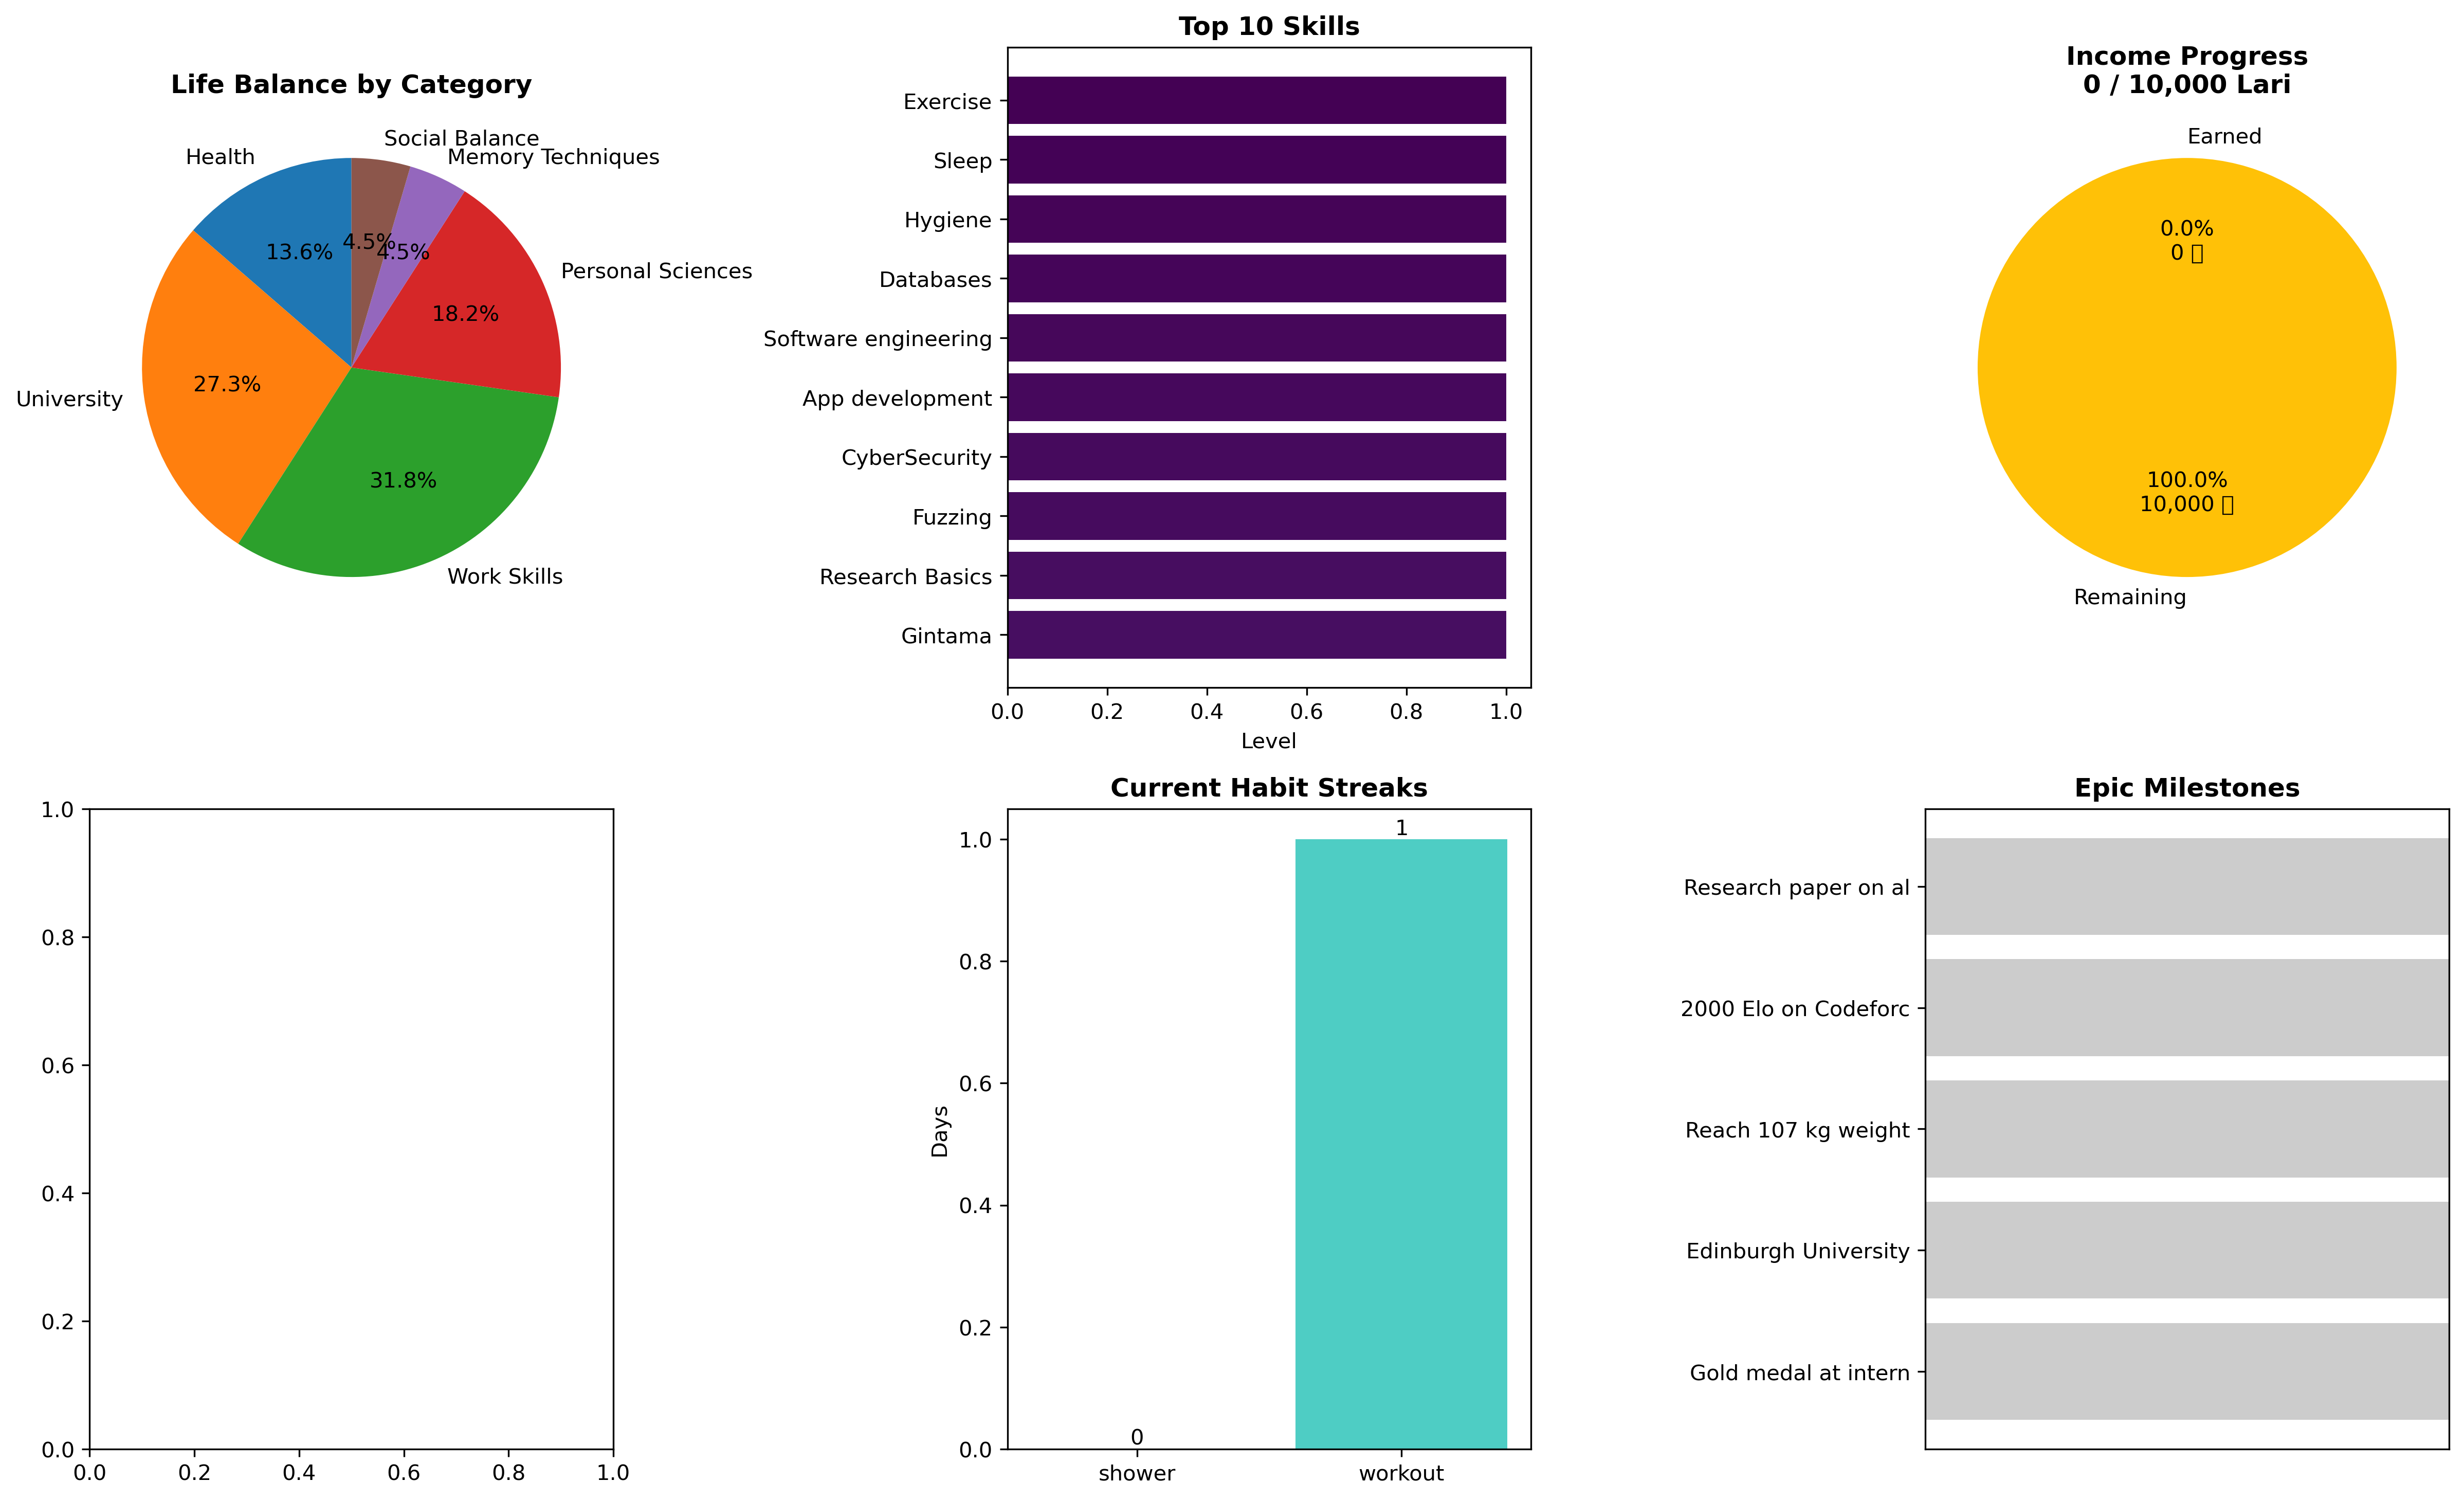 Life Balance by Category
Social Balance
Memory Techniques
Health
Personal Sciences
University
Work Skills
4.5%
4.5%
13.6%
18.2%
27.3%
31.8%
Top 10 Skills
Exercise
Sleep
Hygiene
Databases
Software engineering
App development
CyberSecurity
Fuzzing
Research Basics
Gintama
0.0 0.2 0.4 0.6 0.8 1.0
Level
Income Progress
0 / 10,000 Lari
Earned
0.0%
0 
100.0%
10,000 
Remaining
1.0
0.8
0.6
0.4
0.2
0.0
0.0 0.2 0.4 0.6 0.8 1.0
Current Habit Streaks
1.0
0.8
0.6
0.4
0.2
0.0
Days
0
1
shower workout
Epic Milestones
Research paper on al
2000 Elo on Codeforc
Reach 107 kg weight
Edinburgh University
Gold medal at intern